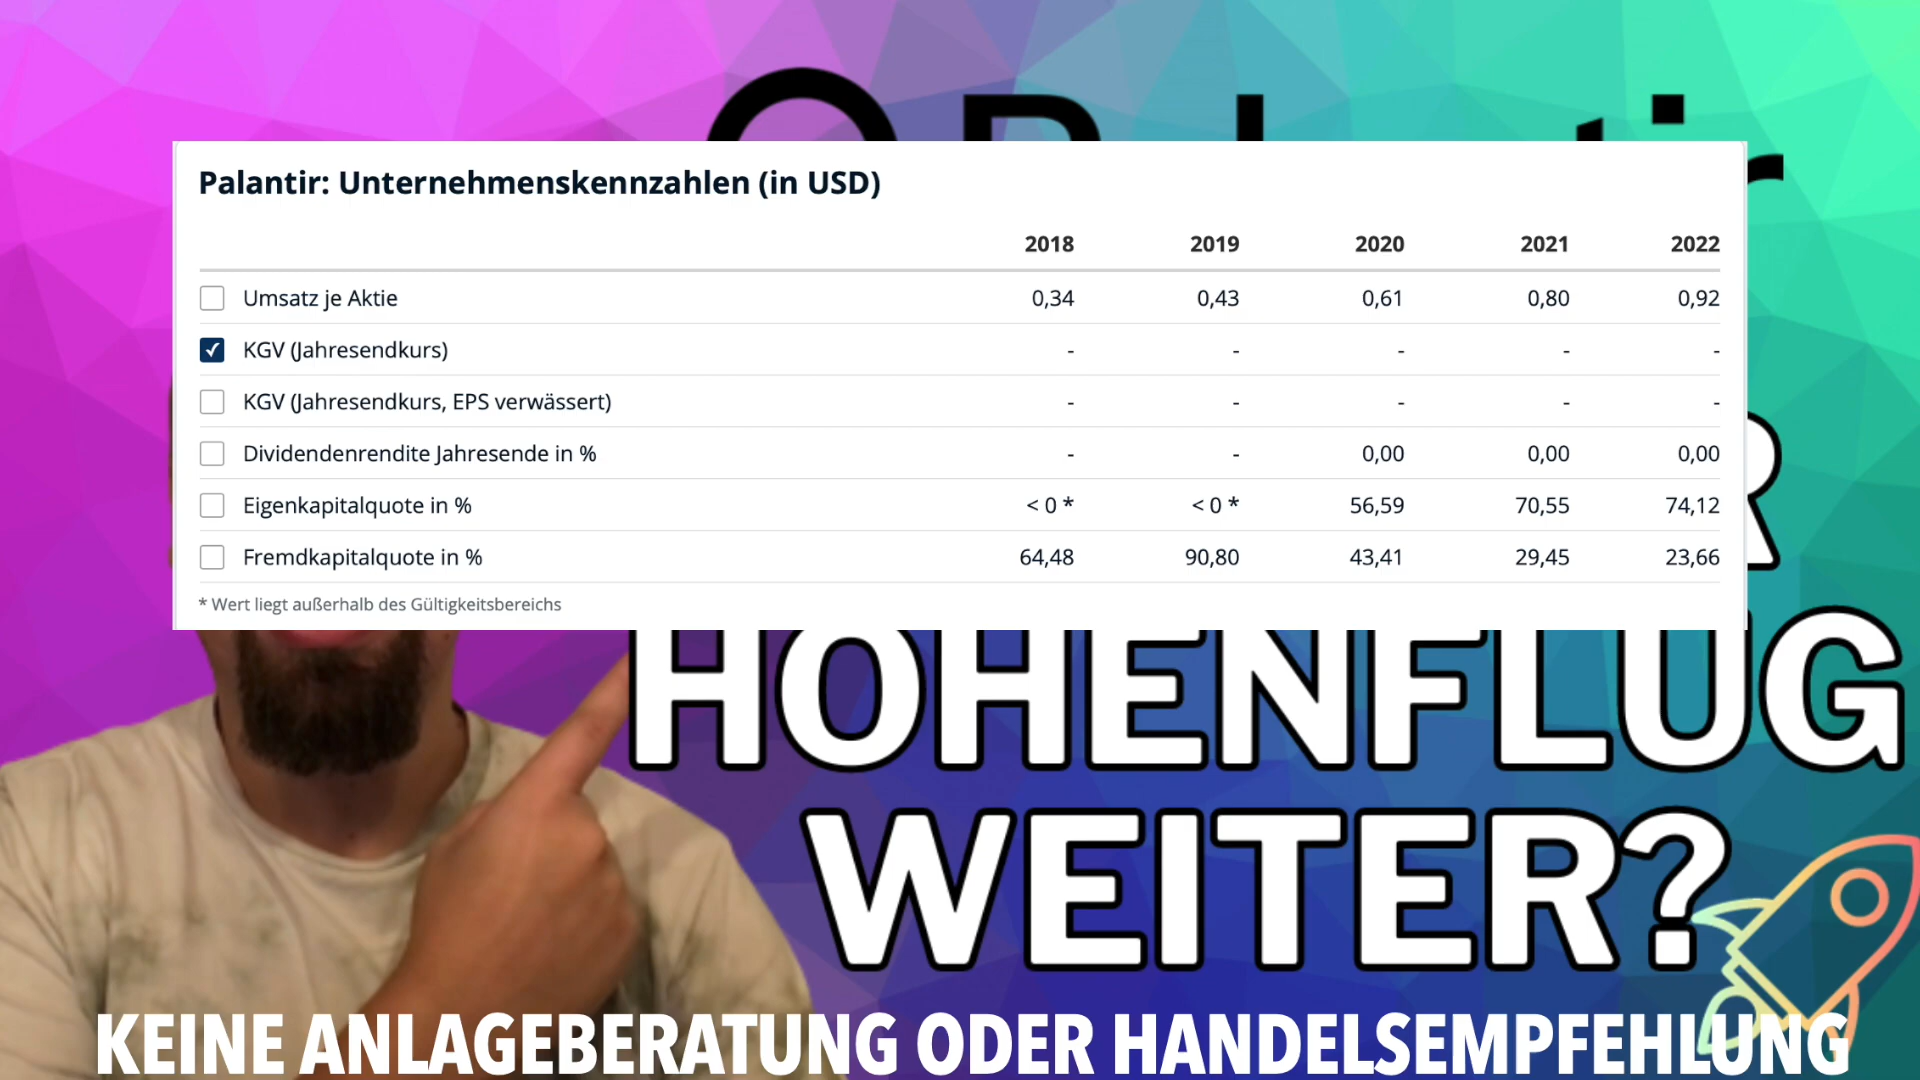 Palantir: Unternehmenskennzahlen (in USD)
2018 2019 2020 2021 2022
Umsatz je Aktie 0,34 0,43 0,61 0,80 0,92
KGV (Jahresendkurs) - - - - -
KGV (Jahresendkurs, EPS verwässert) - - - - -
Dividendenrendite Jahresende in % - - 0,00 0,00 0,00
Eigenkapitalquote in % < 0 * < 0 * 56,59 70,55 74,12
Fremdkapitalquote in % 64,48 90,80 43,41 29,45 23,66
* Wert liegt außerhalb des Gültigkeitsbereichs
HÖHENFLUG
WEITER?
KEINE ANLAGEBERATUNG ODER HANDELSEMPFEHLUNG